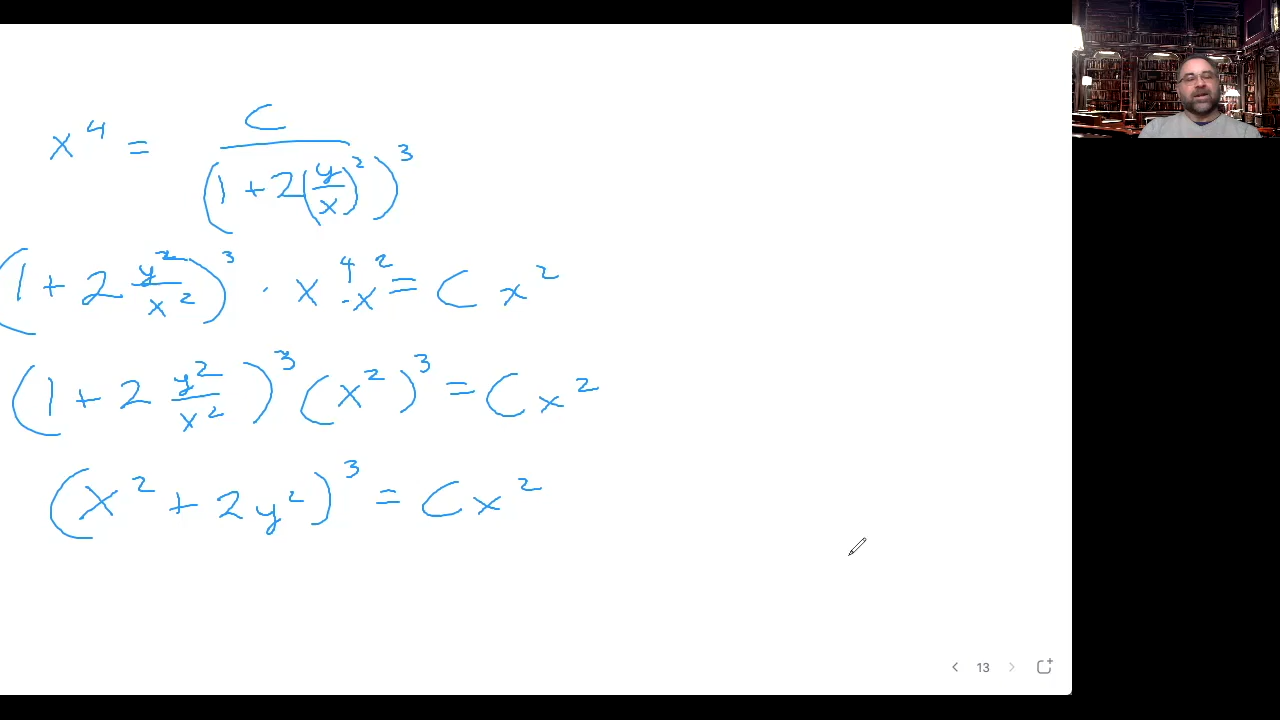 x^4 = C / (1 + 2(y/x)^2)^3
(1 + 2 y^2/x^2)^3 · x^4 · x^2 = C x^2
(1 + 2 y^2/x^2)^3 (x^2)^3 = C x^2
(x^2 + 2y^2)^3 = C x^2
< 13 >